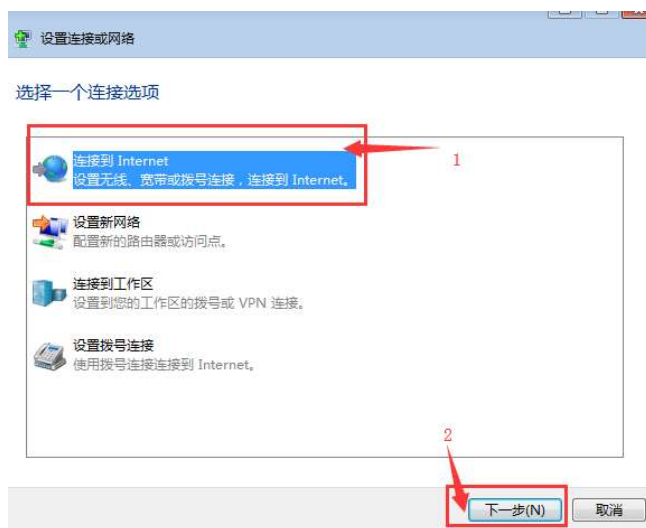 设置连接或网络
选择一个连接选项
连接到 Internet
设置无线、宽带或拨号连接，连接到 Internet。
1
设置新网络
配置新的路由器或访问点。
连接到工作区
设置到您的工作区的拨号或 VPN 连接。
设置拨号连接
使用拨号连接连接到 Internet。
2
下一步(N)
取消